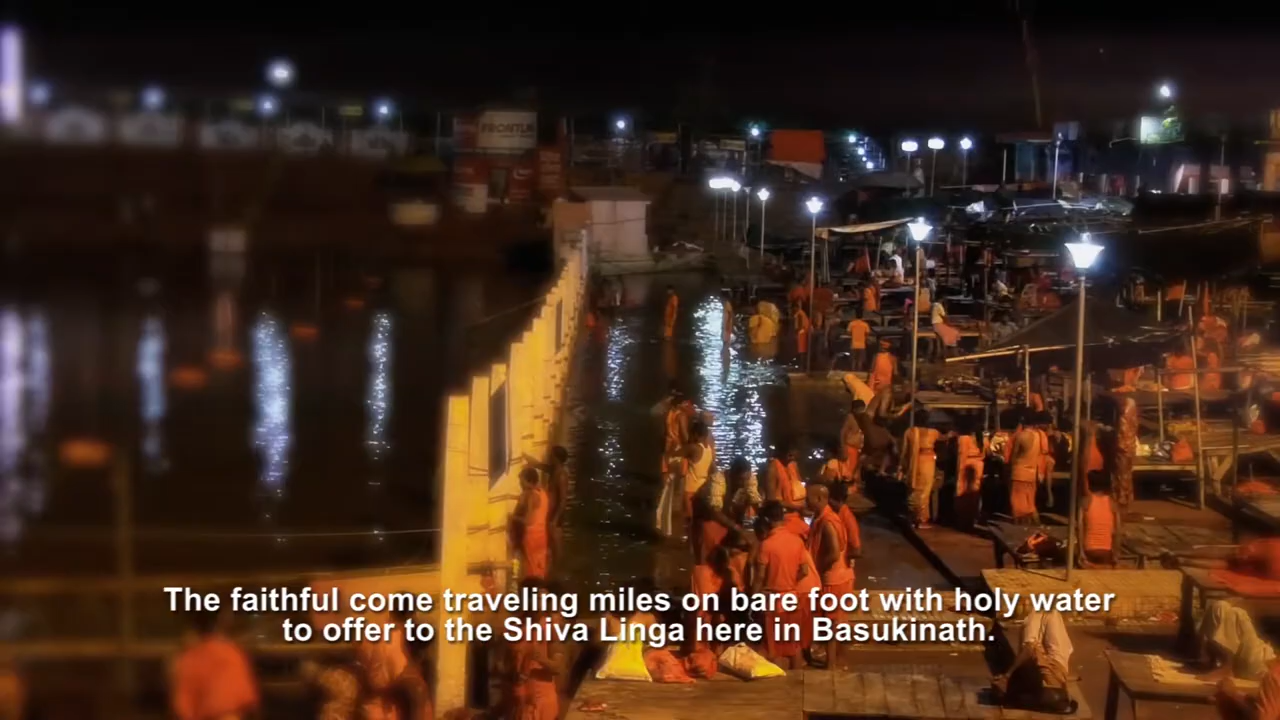 FRONTLINE
The faithful come traveling miles on bare foot with holy water
to offer to the Shiva Linga here in Basukinath.